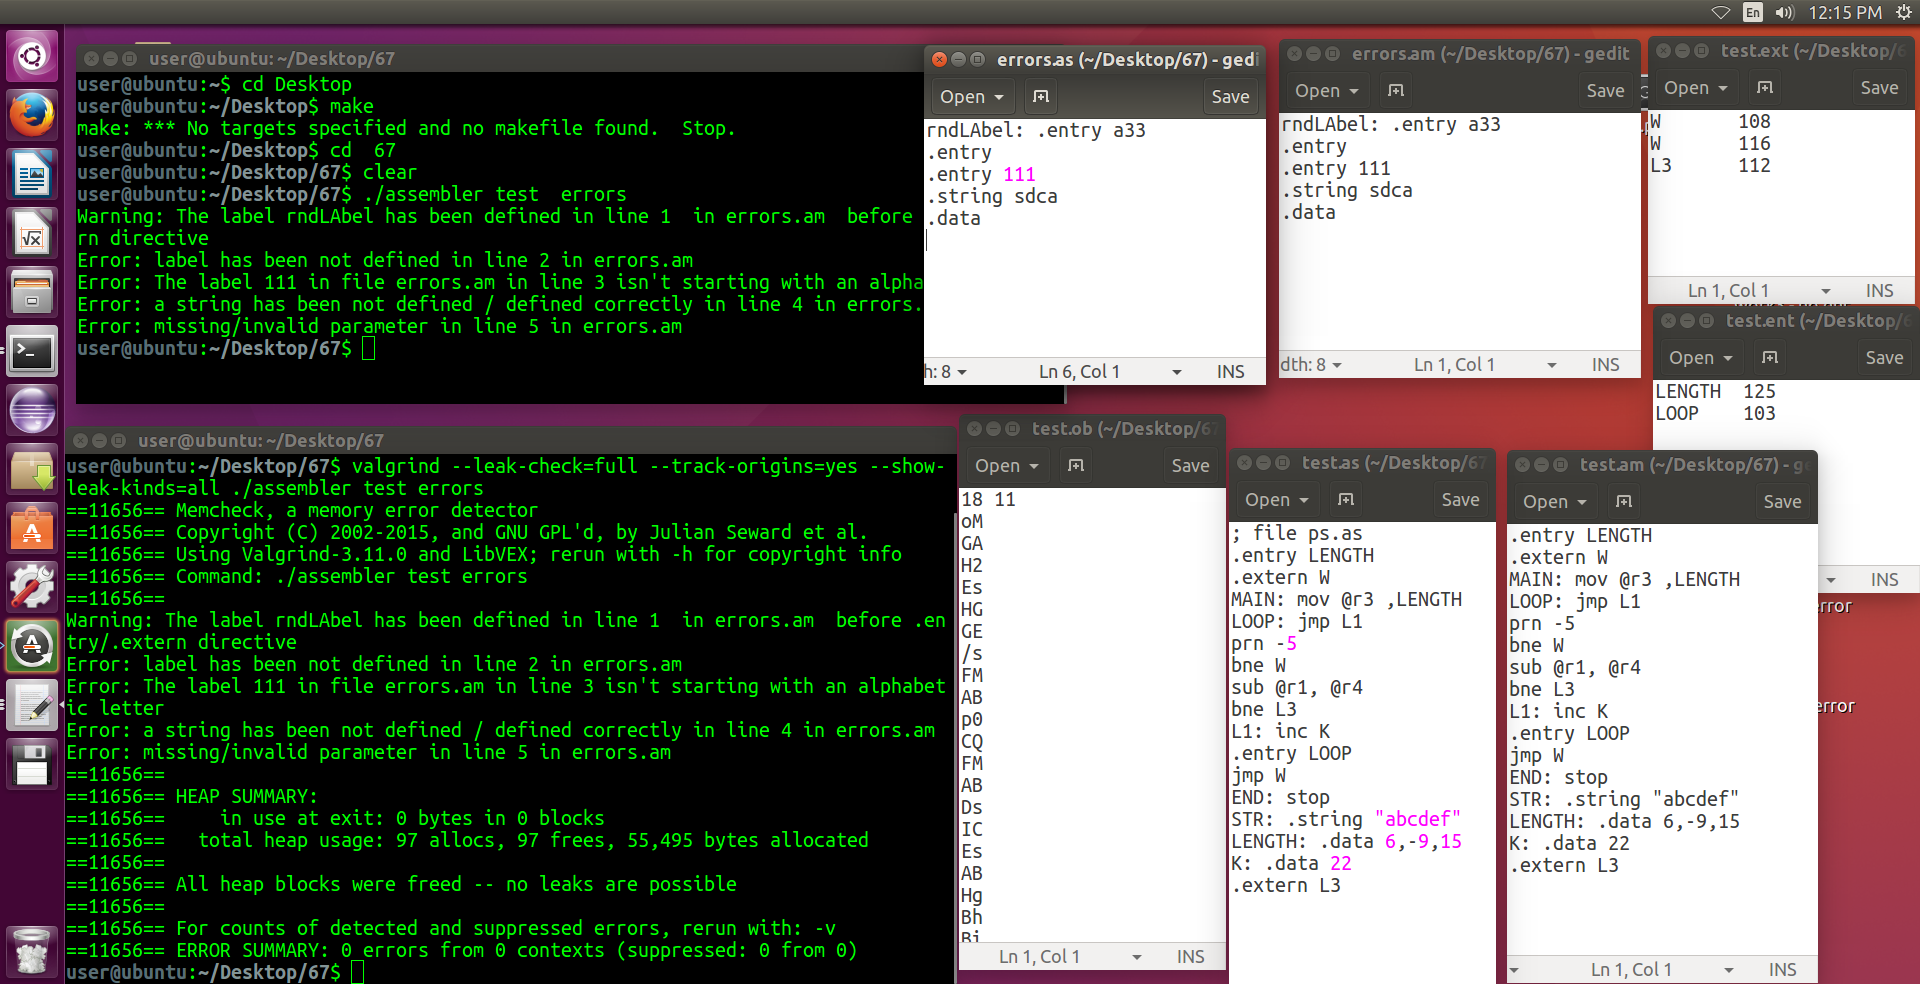 En 12:15 PM
user@ubuntu: ~/Desktop/67
user@ubuntu:~$ cd Desktop
user@ubuntu:~/Desktop$ make
make: *** No targets specified and no makefile found.  Stop.
user@ubuntu:~/Desktop$ cd  67
user@ubuntu:~/Desktop/67$ clear
user@ubuntu:~/Desktop/67$ ./assembler test  errors
Warning: The label rndLAbel has been defined in line 1  in errors.am  before
rn directive
Error: label has been not defined in line 2 in errors.am
Error: The label 111 in file errors.am in line 3 isn't starting with an alpha
Error: a string has been not defined / defined correctly in line 4 in errors.
Error: missing/invalid parameter in line 5 in errors.am
user@ubuntu:~/Desktop/67$
errors.as (~/Desktop/67) - gedi
Open Save
rndLAbel: .entry a33
.entry
.entry 111
.string sdca
.data
h: 8 Ln 6, Col 1 INS
errors.am (~/Desktop/67) - gedit
Open Save
rndLAbel: .entry a33
.entry
.entry 111
.string sdca
.data
dth: 8 Ln 1, Col 1 INS
test.ext (~/Desktop/67
Open Save
W 108
W 116
L3 112
Ln 1, Col 1 INS
test.ent (~/Desktop/6
Open Save
LENGTH 125
LOOP 103
INS
error
error
user@ubuntu: ~/Desktop/67
user@ubuntu:~/Desktop/67$ valgrind --leak-check=full --track-origins=yes --show-
leak-kinds=all ./assembler test errors
==11656== Memcheck, a memory error detector
==11656== Copyright (C) 2002-2015, and GNU GPL'd, by Julian Seward et al.
==11656== Using Valgrind-3.11.0 and LibVEX; rerun with -h for copyright info
==11656== Command: ./assembler test errors
==11656==
Warning: The label rndLAbel has been defined in line 1  in errors.am  before .en
try/.extern directive
Error: label has been not defined in line 2 in errors.am
Error: The label 111 in file errors.am in line 3 isn't starting with an alphabet
ic letter
Error: a string has been not defined / defined correctly in line 4 in errors.am
Error: missing/invalid parameter in line 5 in errors.am
==11656==
==11656== HEAP SUMMARY:
==11656==     in use at exit: 0 bytes in 0 blocks
==11656==   total heap usage: 97 allocs, 97 frees, 55,495 bytes allocated
==11656==
==11656== All heap blocks were freed -- no leaks are possible
==11656==
==11656== For counts of detected and suppressed errors, rerun with: -v
==11656== ERROR SUMMARY: 0 errors from 0 contexts (suppressed: 0 from 0)
user@ubuntu:~/Desktop/67$
test.ob (~/Desktop/67
Open Save
18 11
oM
GA
H2
Es
HG
GE
/s
FM
AB
p0
CQ
FM
AB
Ds
IC
Es
AB
Hg
Bh
Bi
Ln 1, Col 1 INS
test.as (~/Desktop/67
Open Save
; file ps.as
.entry LENGTH
.extern W
MAIN: mov @r3 ,LENGTH
LOOP: jmp L1
prn -5
bne W
sub @r1, @r4
bne L3
L1: inc K
.entry LOOP
jmp W
END: stop
STR: .string "abcdef"
LENGTH: .data 6,-9,15
K: .data 22
.extern L3
test.am (~/Desktop/67) - ge
Open Save
.entry LENGTH
.extern W
MAIN: mov @r3 ,LENGTH
LOOP: jmp L1
prn -5
bne W
sub @r1, @r4
bne L3
L1: inc K
.entry LOOP
jmp W
END: stop
STR: .string "abcdef"
LENGTH: .data 6,-9,15
K: .data 22
.extern L3
Ln 1, Col 1 INS